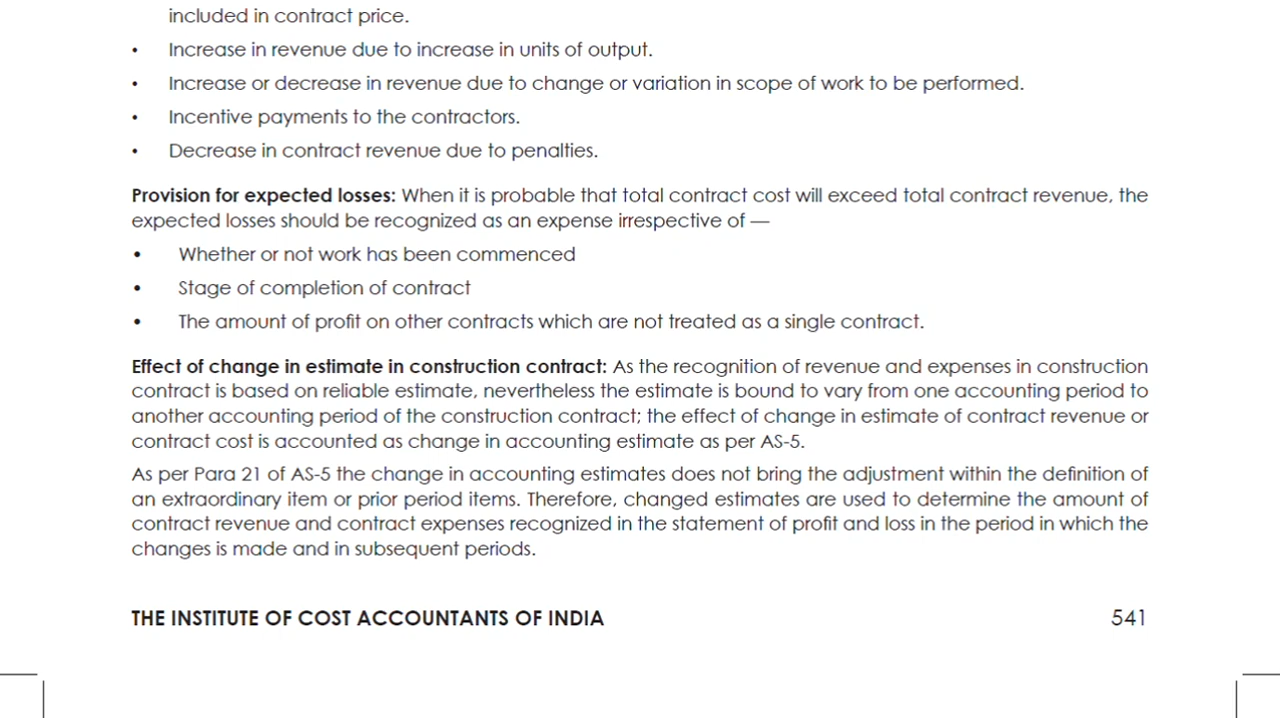 included in contract price.
• Increase in revenue due to increase in units of output.
• Increase or decrease in revenue due to change or variation in scope of work to be performed.
• Incentive payments to the contractors.
• Decrease in contract revenue due to penalties.
Provision for expected losses: When it is probable that total contract cost will exceed total contract revenue, the
expected losses should be recognized as an expense irrespective of —
• Whether or not work has been commenced
• Stage of completion of contract
• The amount of profit on other contracts which are not treated as a single contract.
Effect of change in estimate in construction contract: As the recognition of revenue and expenses in construction
contract is based on reliable estimate, nevertheless the estimate is bound to vary from one accounting period to
another accounting period of the construction contract; the effect of change in estimate of contract revenue or
contract cost is accounted as change in accounting estimate as per AS-5.
As per Para 21 of AS-5 the change in accounting estimates does not bring the adjustment within the definition of
an extraordinary item or prior period items. Therefore, changed estimates are used to determine the amount of
contract revenue and contract expenses recognized in the statement of profit and loss in the period in which the
changes is made and in subsequent periods.
THE INSTITUTE OF COST ACCOUNTANTS OF INDIA 541